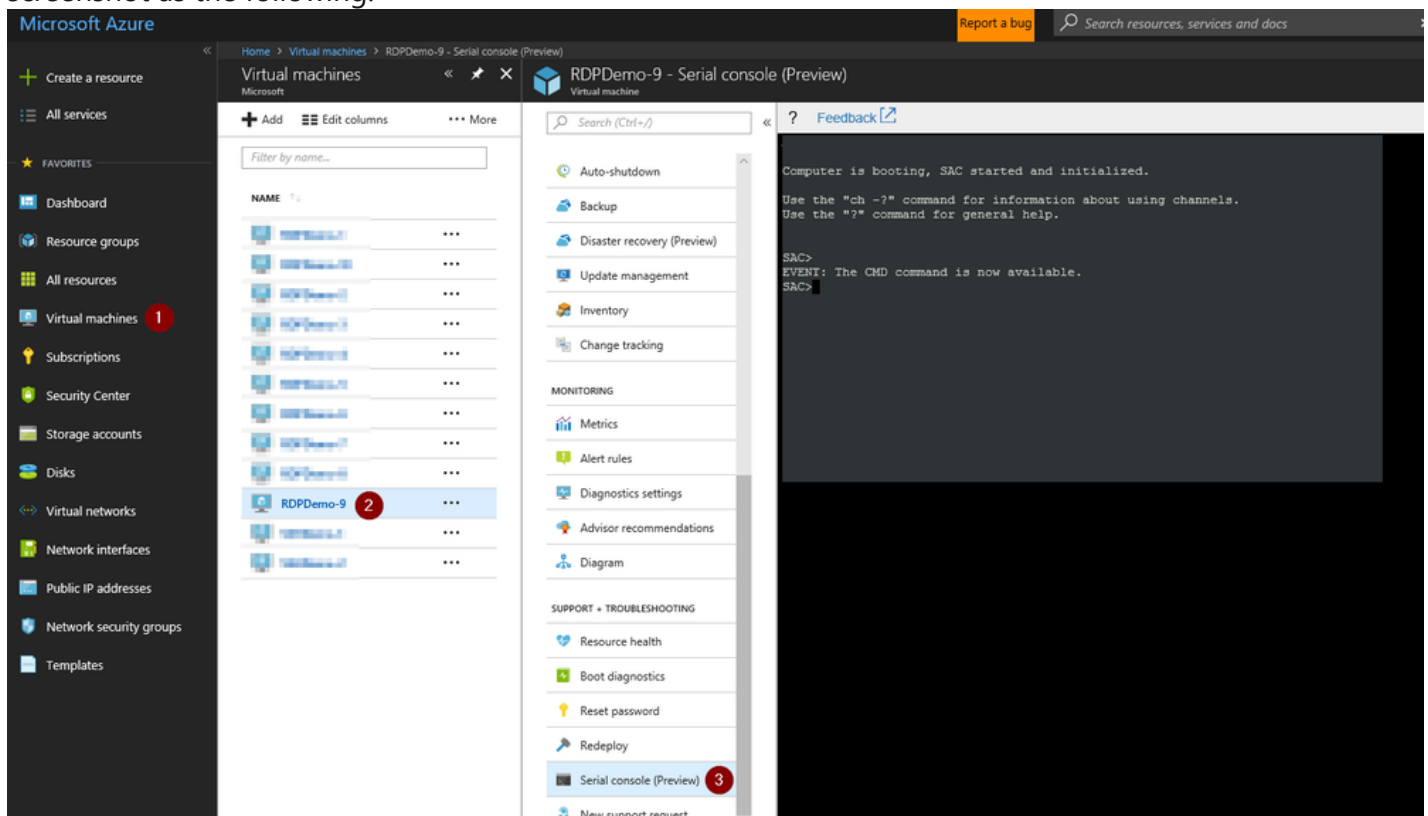 screenshot as the following:
Microsoft Azure
Report a bug
Search resources, services and docs
Home > Virtual machines > RDPDemo-9 - Serial console (Preview)
Create a resource
All services
FAVORITES
Dashboard
Resource groups
All resources
Virtual machines 1
Subscriptions
Security Center
Storage accounts
Disks
Virtual networks
Network interfaces
Public IP addresses
Network security groups
Templates
Virtual machines
Microsoft
Add Edit columns ••• More
Filter by name...
NAME
RDPDemo-9 2
RDPDemo-9 - Serial console (Preview)
Virtual machine
Search (Ctrl+/)
Auto-shutdown
Backup
Disaster recovery (Preview)
Update management
Inventory
Change tracking
MONITORING
Metrics
Alert rules
Diagnostics settings
Advisor recommendations
Diagram
SUPPORT + TROUBLESHOOTING
Resource health
Boot diagnostics
Reset password
Redeploy
Serial console (Preview) 3
New support request
? Feedback
Computer is booting, SAC started and initialized.
Use the "ch -?" command for information about using channels.
Use the "?" command for general help.
SAC>
EVENT: The CMD command is now available.
SAC>